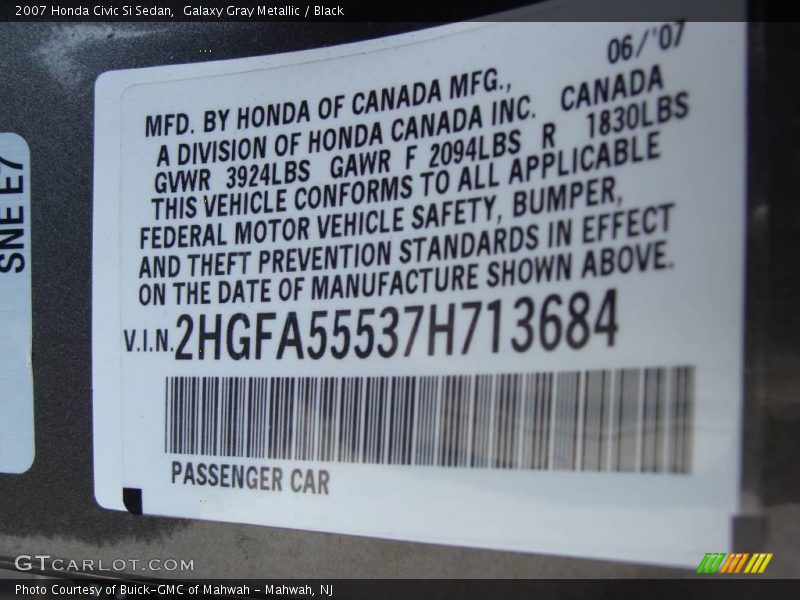 2007 Honda Civic Si Sedan,  Galaxy Gray Metallic / Black
06/'07
MFD. BY HONDA OF CANADA MFG.,
A DIVISION OF HONDA CANADA INC.   CANADA
GVWR  3924LBS  GAWR  F  2094LBS  R   1830LBS
THIS VEHICLE CONFORMS TO ALL APPLICABLE
FEDERAL MOTOR VEHICLE SAFETY, BUMPER,
AND THEFT PREVENTION STANDARDS IN EFFECT
ON THE DATE OF MANUFACTURE SHOWN ABOVE.
V.I.N. 2HGFA55537H713684
PASSENGER CAR
SNE E7
GTCARLOT.COM
Photo Courtesy of Buick-GMC of Mahwah - Mahwah, NJ